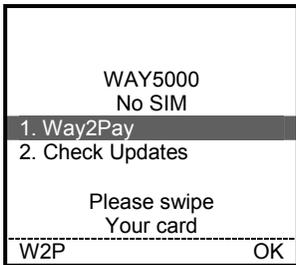 WAY5000
No SIM
1. Way2Pay
2. Check Updates
Please swipe
Your card
W2P OK